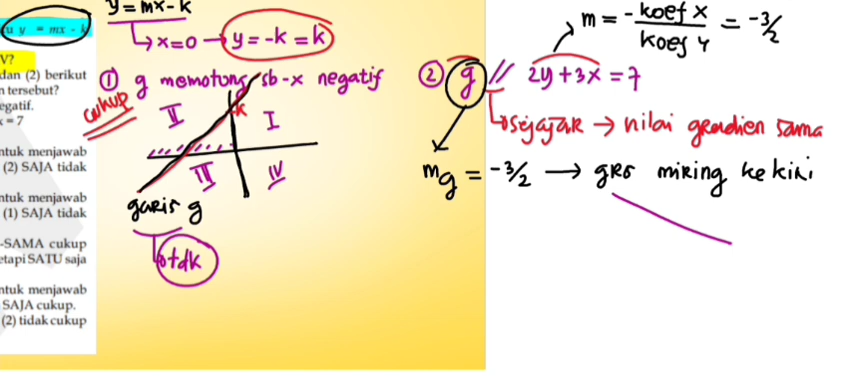 y = mx - k
x=0 → y = -k = k
u y = mx - k
V?
dan (2) berikut
n tersebut?
egatif.
x = 7
ntuk menjawab
(2) SAJA tidak
ntuk menjawab
(1) SAJA tidak
-SAMA cukup
etapi SATU saja
ntuk menjawab
SAJA cukup.
(2) tidak cukup
① g memotong sb-x negatif
cukup
II
k
I
III
IV
garis g
tdk
m = -koef x / koef y = -3/2
② g // 2y + 3x = 7
sejajar → nilai gradien sama
mg = -3/2 → grs miring ke kiri